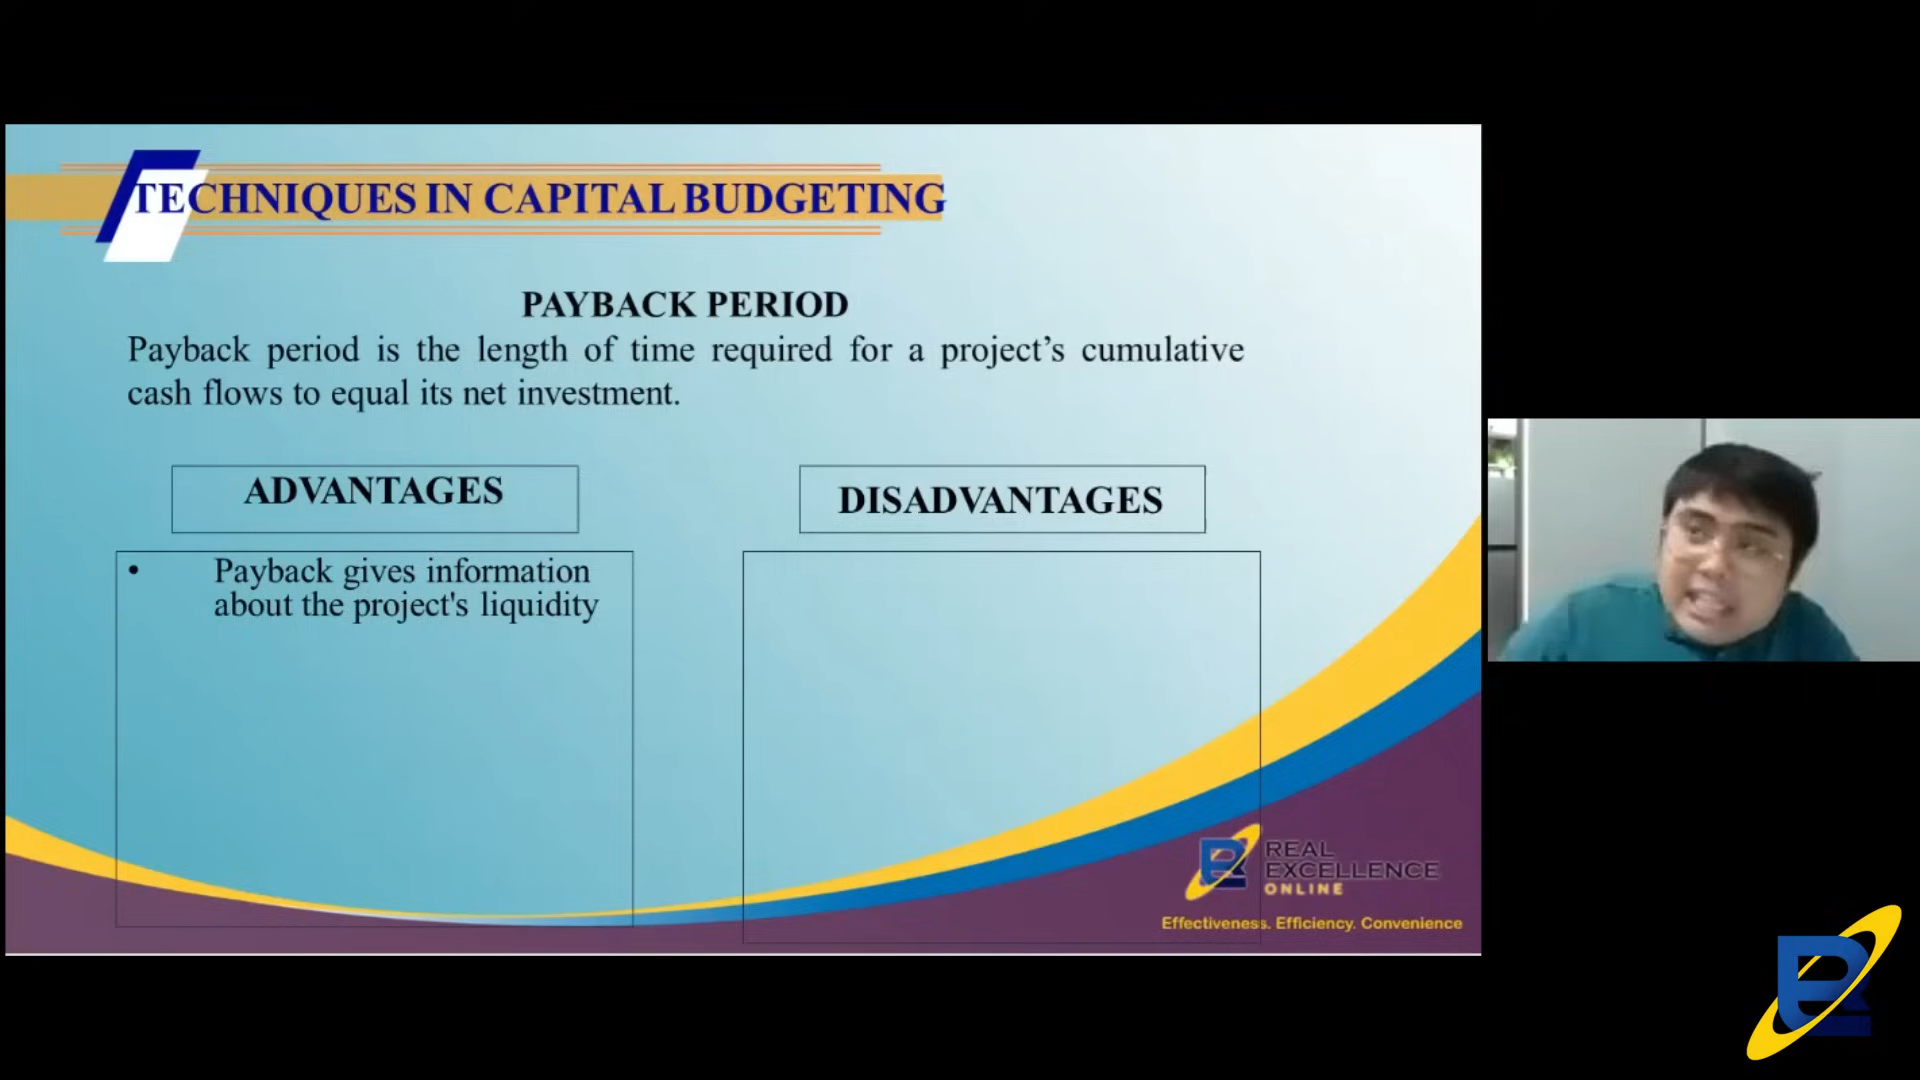 TECHNIQUES IN CAPITAL BUDGETING
PAYBACK PERIOD
Payback period is the length of time required for a project’s cumulative
cash flows to equal its net investment.
ADVANTAGES
• Payback gives information
about the project's liquidity
DISADVANTAGES
REAL
EXCELLENCE
ONLINE
Effectiveness. Efficiency. Convenience